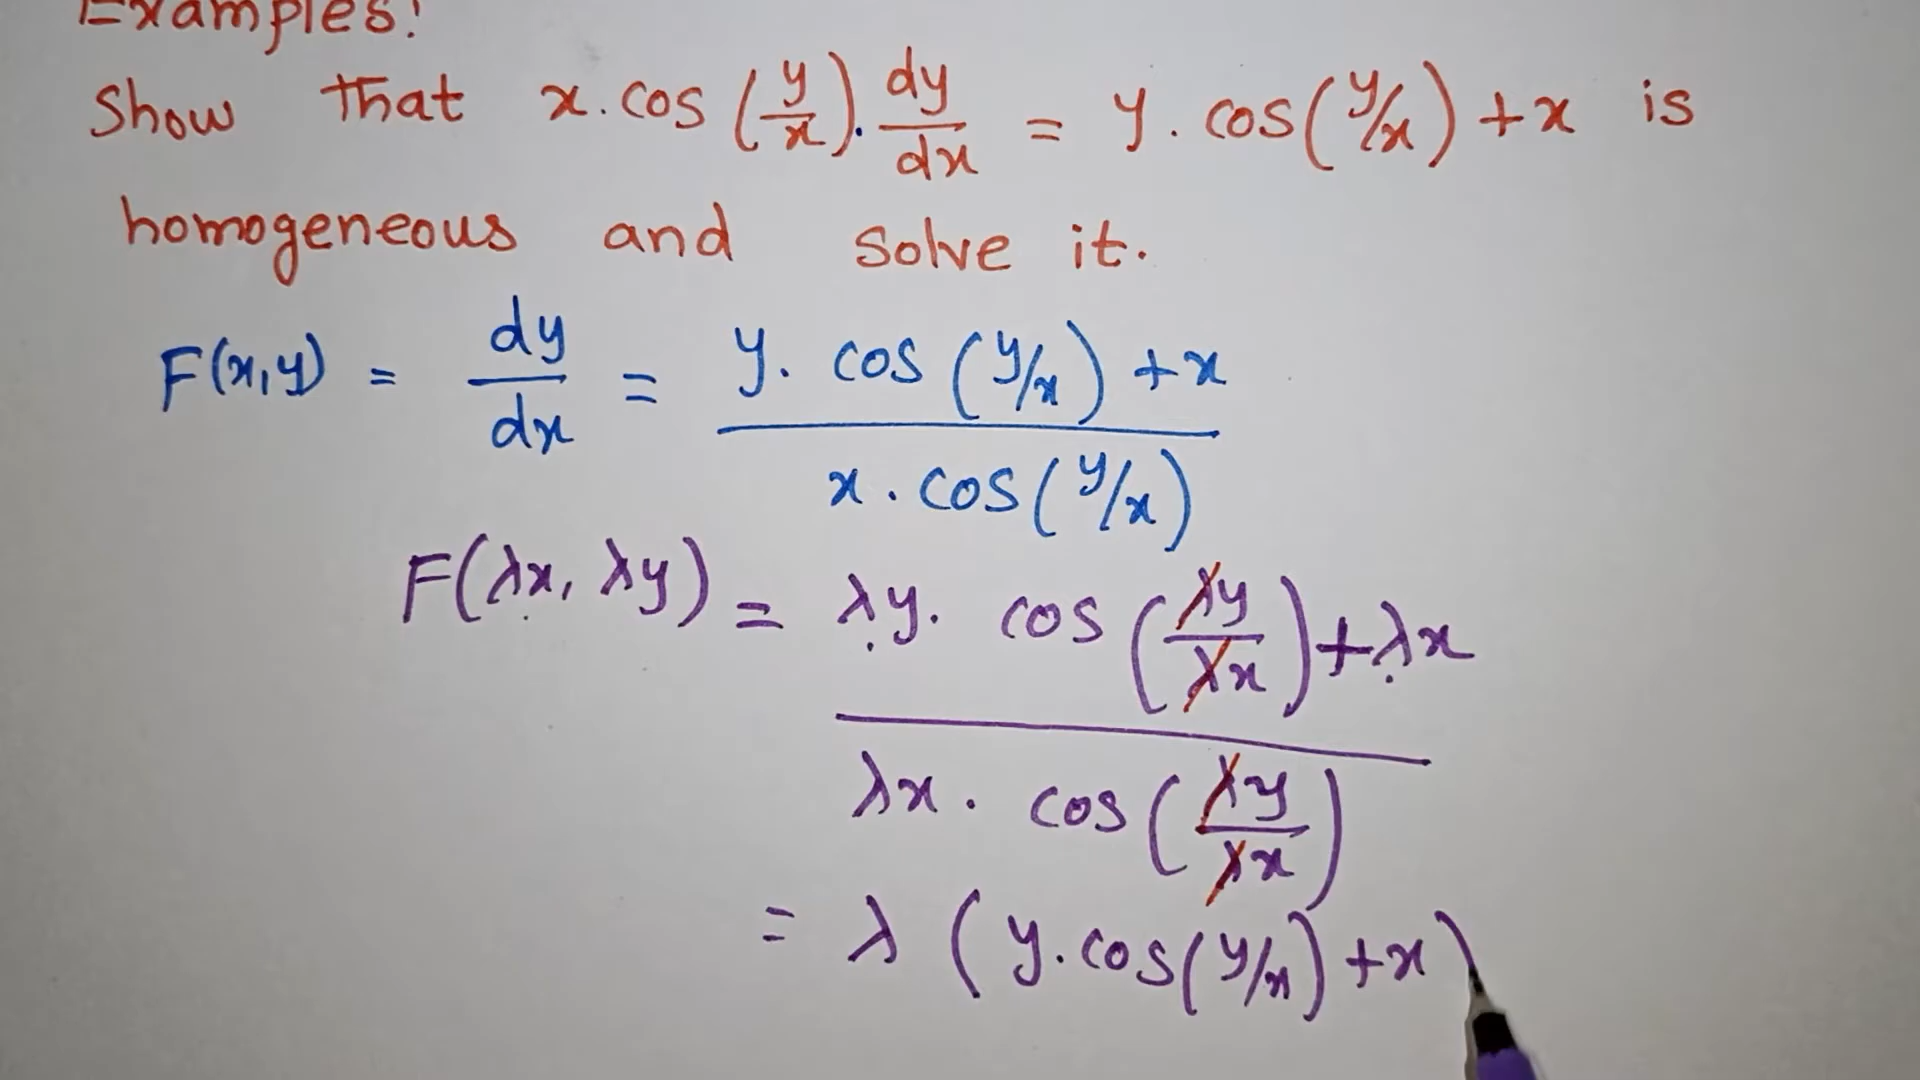 Examples:
Show that x.cos(y/x).dy/dx = y.cos(y/x)+x is
homogeneous and solve it.
F(x,y) = dy/dx = (y.cos(y/x)+x)/(x.cos(y/x))
F(λx, λy) = (λy.cos(λy/λx)+λx)/(λx.cos(λy/λx))
= λ(y.cos(y/x)+x)